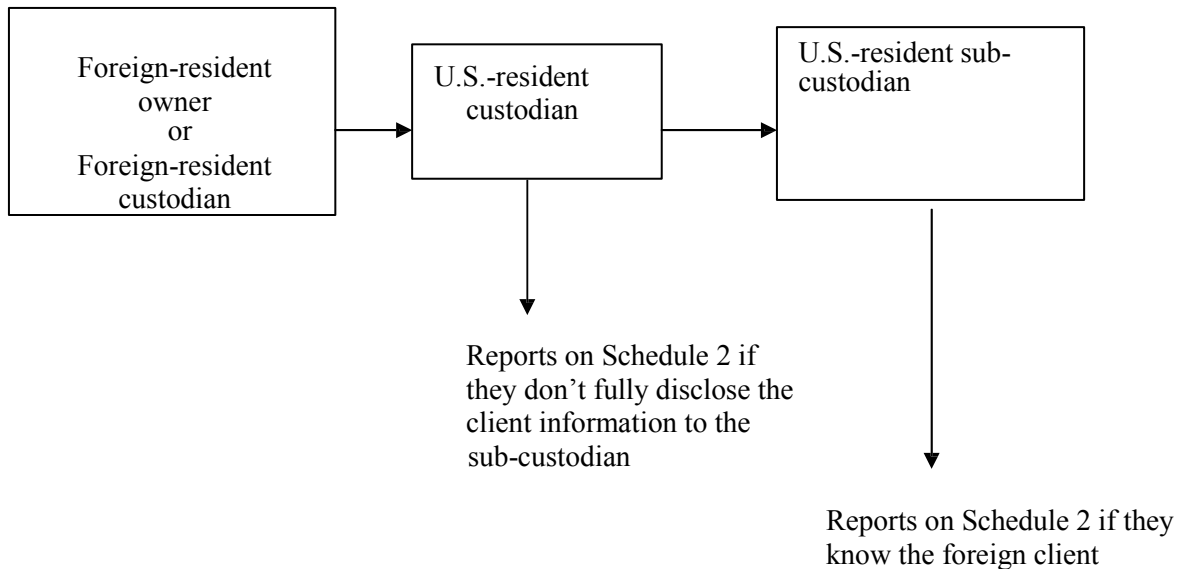 Foreign-resident
owner
or
Foreign-resident
custodian
U.S.-resident
custodian
U.S.-resident sub-
custodian
Reports on Schedule 2 if
they don’t fully disclose the
client information to the
sub-custodian
Reports on Schedule 2 if they
know the foreign client